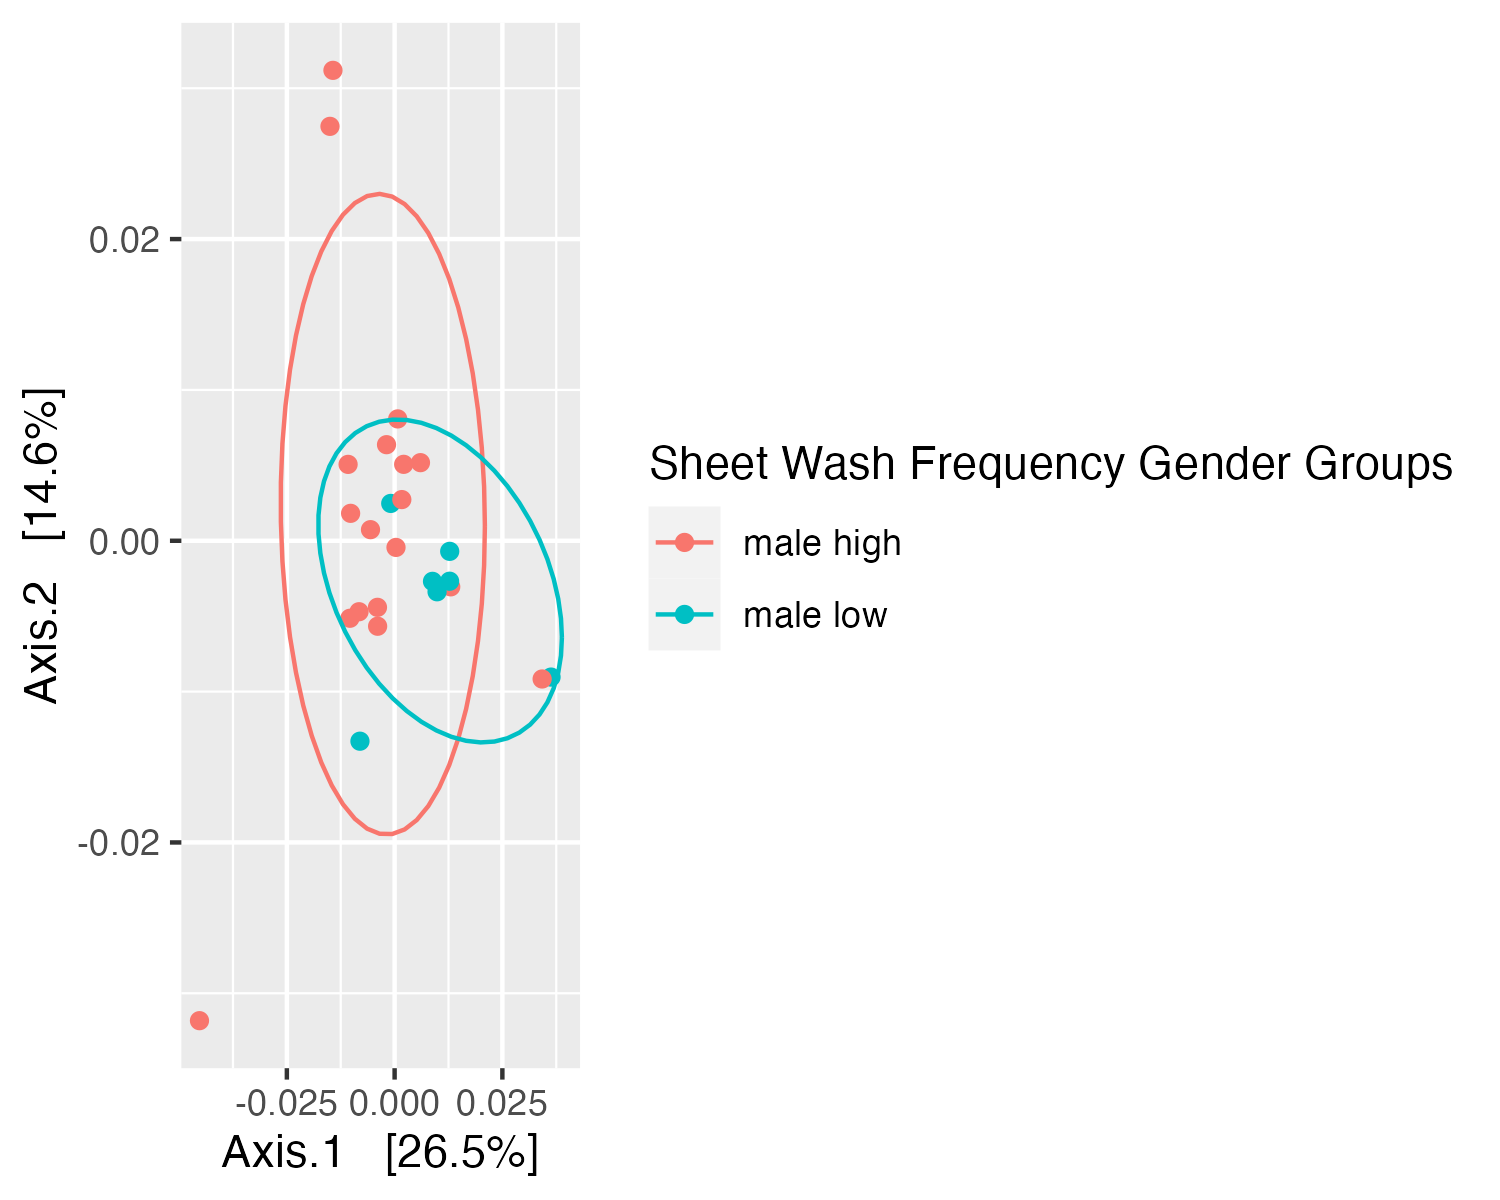 0.02
0.00
-0.02
Axis.2 [14.6%]
-0.025 0.000 0.025
Axis.1 [26.5%]
Sheet Wash Frequency Gender Groups
male high
male low